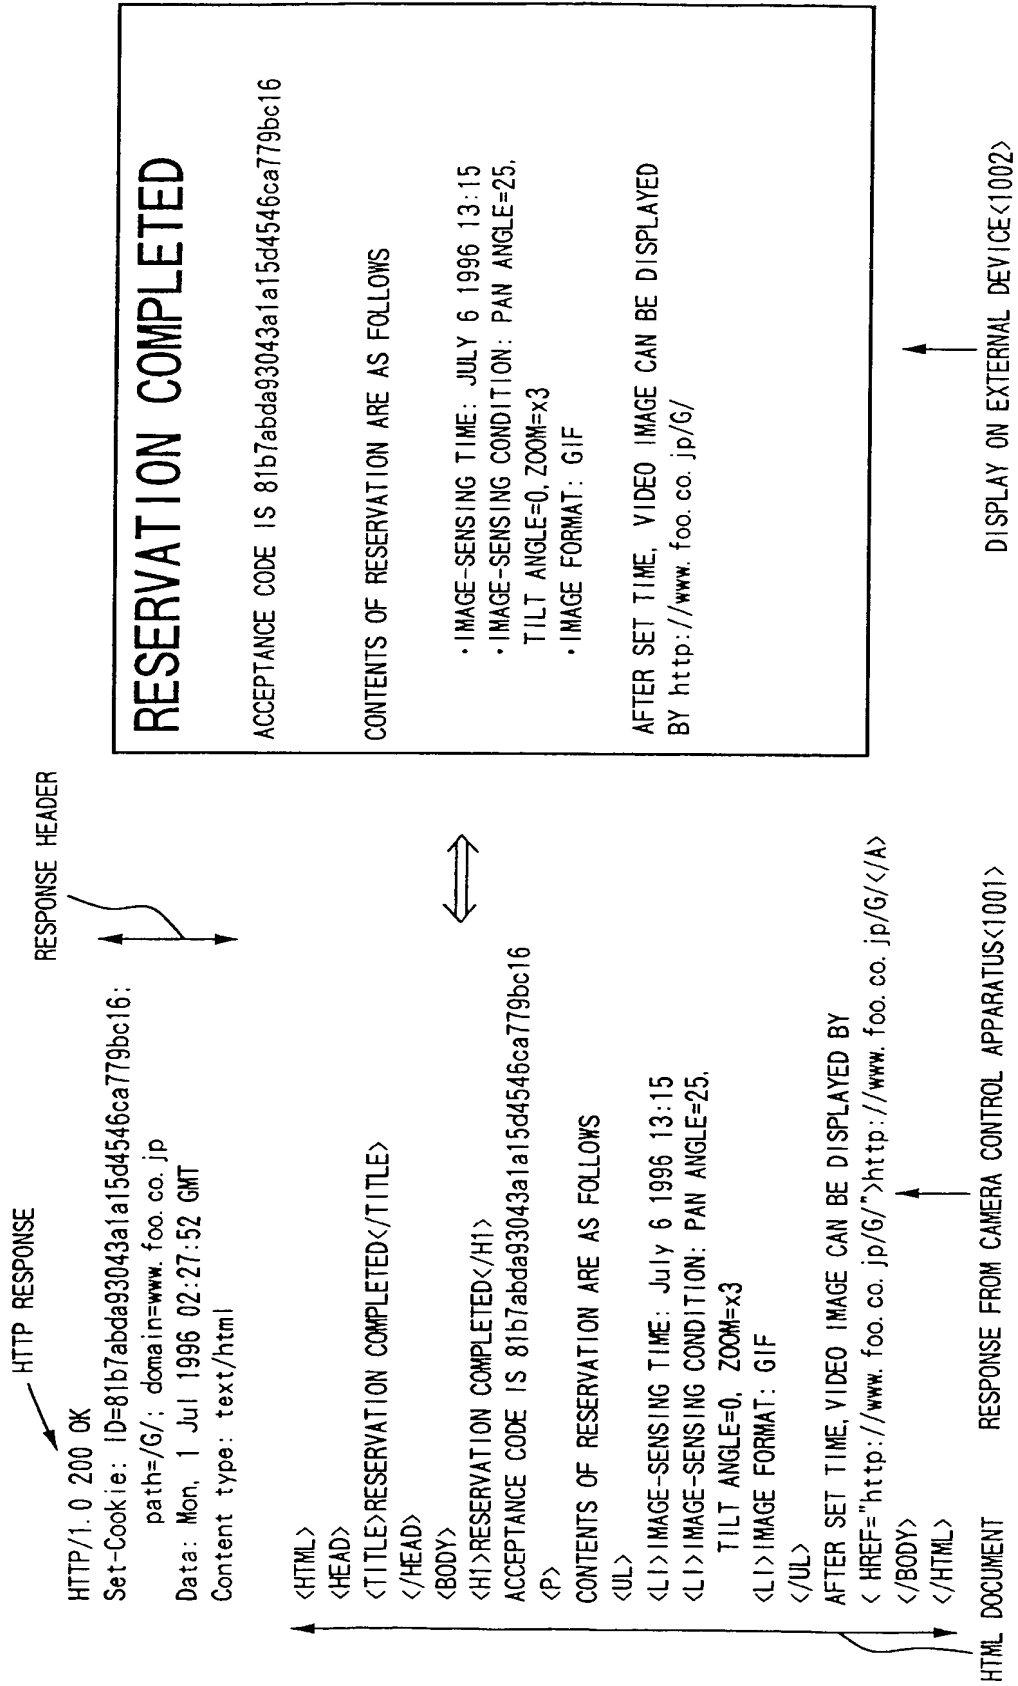 HTTP RESPONSE
HTTP/1.0 200 OK
Set-Cookie: ID=81b7abda93043a1a15d4546ca779bc16:
path=/G/; domain=www.foo.co.jp
Data: Mon, 1 Jul 1996 02:27:52 GMT
Content type: text/html
RESPONSE HEADER
<HTML>
<HEAD>
<TITLE>RESERVATION COMPLETED</TITLE>
</HEAD>
<BODY>
<H1>RESERVATION COMPLETED</H1>
ACCEPTANCE CODE IS 81b7abda93043a1a15d4546ca779bc16
<P>
CONTENTS OF RESERVATION ARE AS FOLLOWS
<UL>
<LI>IMAGE-SENSING TIME: July 6 1996 13:15
<LI>IMAGE-SENSING CONDITION: PAN ANGLE=25,
TILT ANGLE=0, ZOOM=x3
<LI>IMAGE FORMAT: GIF
</UL>
AFTER SET TIME, VIDEO IMAGE CAN BE DISPLAYED BY
< HREF="http://www.foo.co.jp/G/">http://www.foo.co.jp/G/</A>
</BODY>
</HTML>
HTML DOCUMENT
RESPONSE FROM CAMERA CONTROL APPARATUS<1001>
RESERVATION COMPLETED
ACCEPTANCE CODE IS 81b7abda93043a1a15d4546ca779bc16
CONTENTS OF RESERVATION ARE AS FOLLOWS
・IMAGE-SENSING TIME: JULY 6 1996 13:15
・IMAGE-SENSING CONDITION: PAN ANGLE=25,
TILT ANGLE=0, ZOOM=x3
・IMAGE FORMAT: GIF
AFTER SET TIME, VIDEO IMAGE CAN BE DISPLAYED
BY http://www.foo.co.jp/G/
DISPLAY ON EXTERNAL DEVICE<1002>